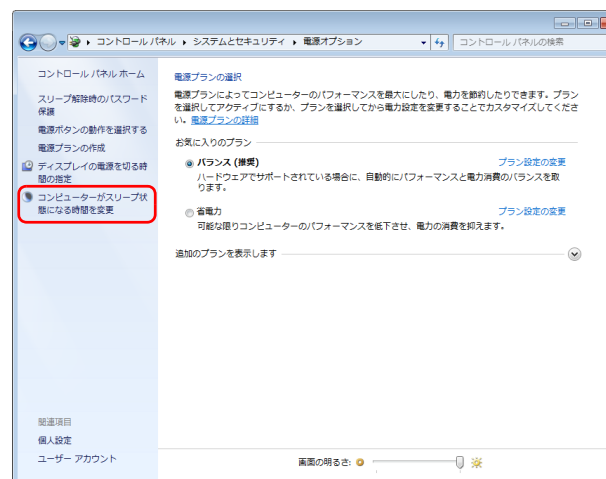 コントロール パネル ▸ システムとセキュリティ ▸ 電源オプション
コントロール パネルの検索
コントロール パネル ホーム
スリープ解除時のパスワード
保護
電源ボタンの動作を選択する
電源プランの作成
ディスプレイの電源を切る時
間の指定
コンピューターがスリープ状
態になる時間を変更
関連項目
個人設定
ユーザー アカウント
電源プランの選択
電源プランによってコンピューターのパフォーマンスを最大にしたり、電力を節約したりできます。プラン
を選択してアクティブにするか、プランを選択してから電力設定を変更することでカスタマイズしてくださ
い。電源プランの詳細
お気に入りのプラン
バランス (推奨) プラン設定の変更
ハードウェアでサポートされている場合に、自動的にパフォーマンスと電力消費のバランスを取
ります。
省電力 プラン設定の変更
可能な限りコンピューターのパフォーマンスを低下させ、電力の消費を抑えます。
追加のプランを表示します
画面の明るさ: